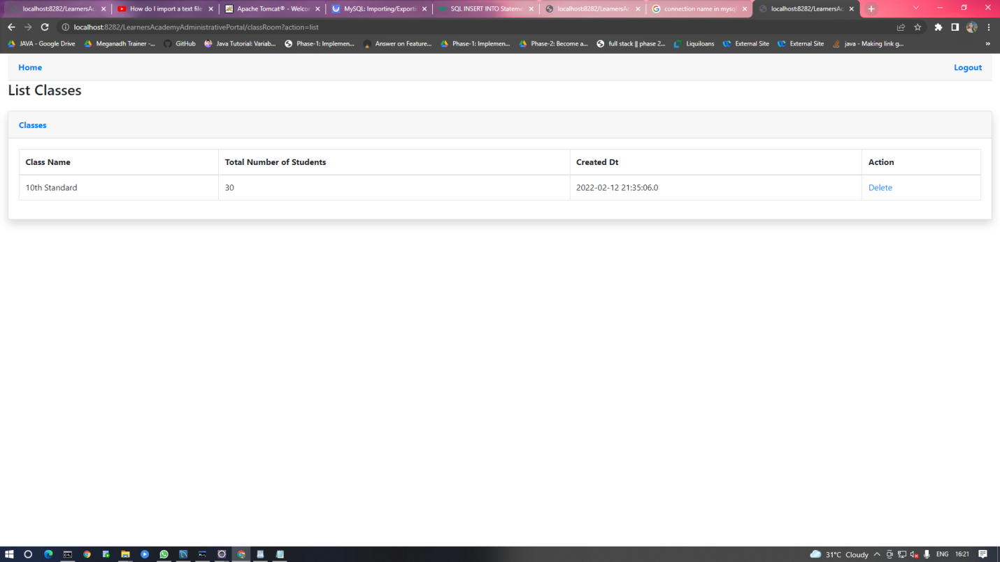 localhost:8282/LearnersAc
How do I import a text file
Apache Tomcat® - Welcom
MySQL: Importing/Exporti
SQL INSERT INTO Stateme
localhost:8282/LearnersAc
connection name in mysql
localhost:8282/LearnersAc
localhost:8282/LearnersAcademyAdministrativePortal/classRoom?action=list
JAVA - Google Drive
Meganadh Trainer -...
GitHub
Java Tutorial: Variab...
Phase-1: Implemen...
Answer on Feature...
Phase-1: Implemen...
Phase-2: Become a...
full stack || phase 2...
Liquiloans
External Site
External Site
java - Making link g...
»
Home
Logout
List Classes
Classes
Class Name
Total Number of Students
Created Dt
Action
10th Standard
30
2022-02-12 21:35:06.0
Delete
31°C Cloudy
ENG
16:21